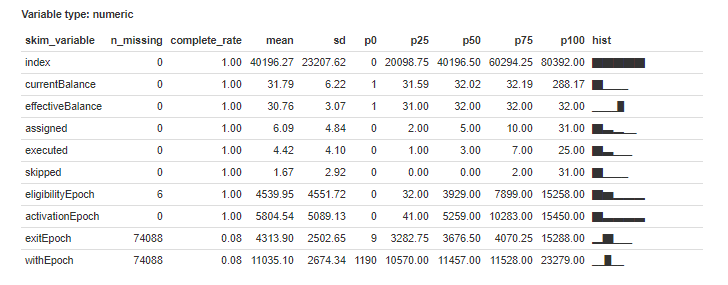 Variable type: numeric
skim_variable n_missing complete_rate mean sd p0 p25 p50 p75 p100 hist
index 0 1.00 40196.27 23207.62 0 20098.75 40196.50 60294.25 80392.00
currentBalance 0 1.00 31.79 6.22 1 31.59 32.02 32.19 288.17
effectiveBalance 0 1.00 30.76 3.07 1 31.00 32.00 32.00 32.00
assigned 0 1.00 6.09 4.84 0 2.00 5.00 10.00 31.00
executed 0 1.00 4.42 4.10 0 1.00 3.00 7.00 25.00
skipped 0 1.00 1.67 2.92 0 0.00 0.00 2.00 31.00
eligibilityEpoch 6 1.00 4539.95 4551.72 0 32.00 3929.00 7899.00 15258.00
activationEpoch 0 1.00 5804.54 5089.13 0 41.00 5259.00 10283.00 15450.00
exitEpoch 74088 0.08 4313.90 2502.65 9 3282.75 3676.50 4070.25 15288.00
withEpoch 74088 0.08 11035.10 2674.34 1190 10570.00 11457.00 11528.00 23279.00